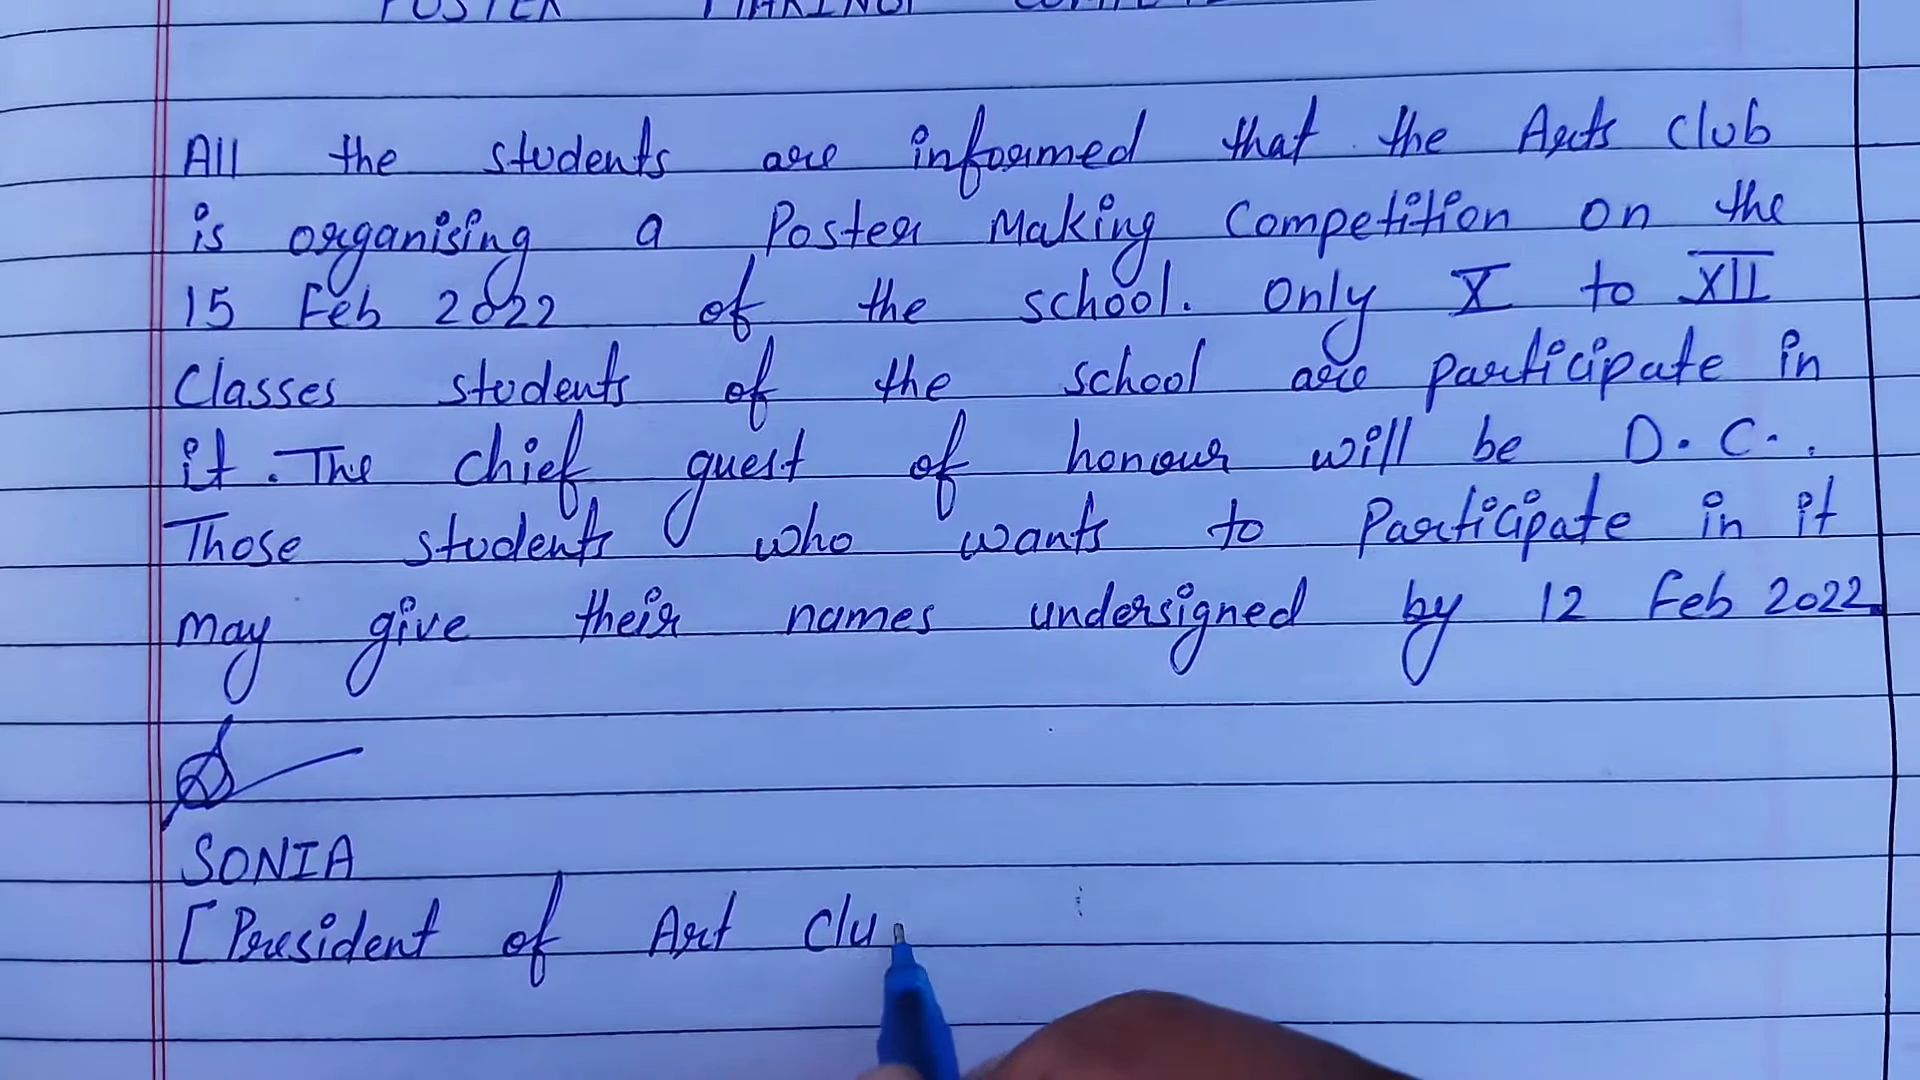 POSTER MAKING
All the students are informed that the Arts club
is organising a Poster Making Competition on the
15 Feb 2022 of the school. Only X to XII
Classes students of the school are participate in
it. The chief guest of honour will be D. C..
Those students who wants to Participate in it
may give their names undersigned by 12 Feb 2022.
SONIA
[President of Art Clu